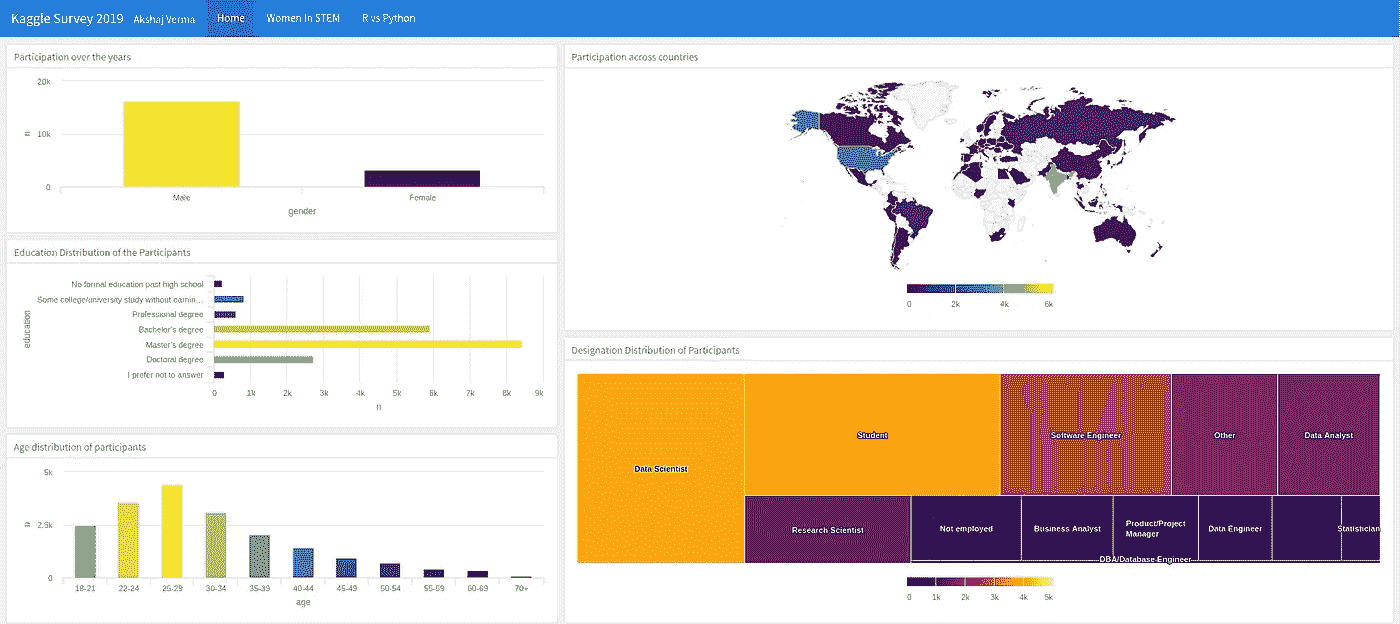 Kaggle Survey 2019 Akshaj Verma Home Women In STEM R vs Python
Participation over the years
20k
10k
0
n
Male Female
gender
Education Distribution of the Participants
No formal education past high school
Some college/university study without earnin...
Professional degree
Bachelor's degree
Master's degree
Doctoral degree
I prefer not to answer
education
0 1k 2k 3k 4k 5k 6k 7k 8k 9k
n
Age distribution of participants
5k
2.5k
0
n
18-21 22-24 25-29 30-34 35-39 40-44 45-49 50-54 55-59 60-69 70+
age
Participation across countries
0 2k 4k 6k
Designation Distribution of Participants
Data Scientist
Student
Software Engineer
Other
Data Analyst
Research Scientist
Not employed
Business Analyst
Product/Project
Manager
Data Engineer
Statistician
DBA/Database Engineer
0 1k 2k 3k 4k 5k